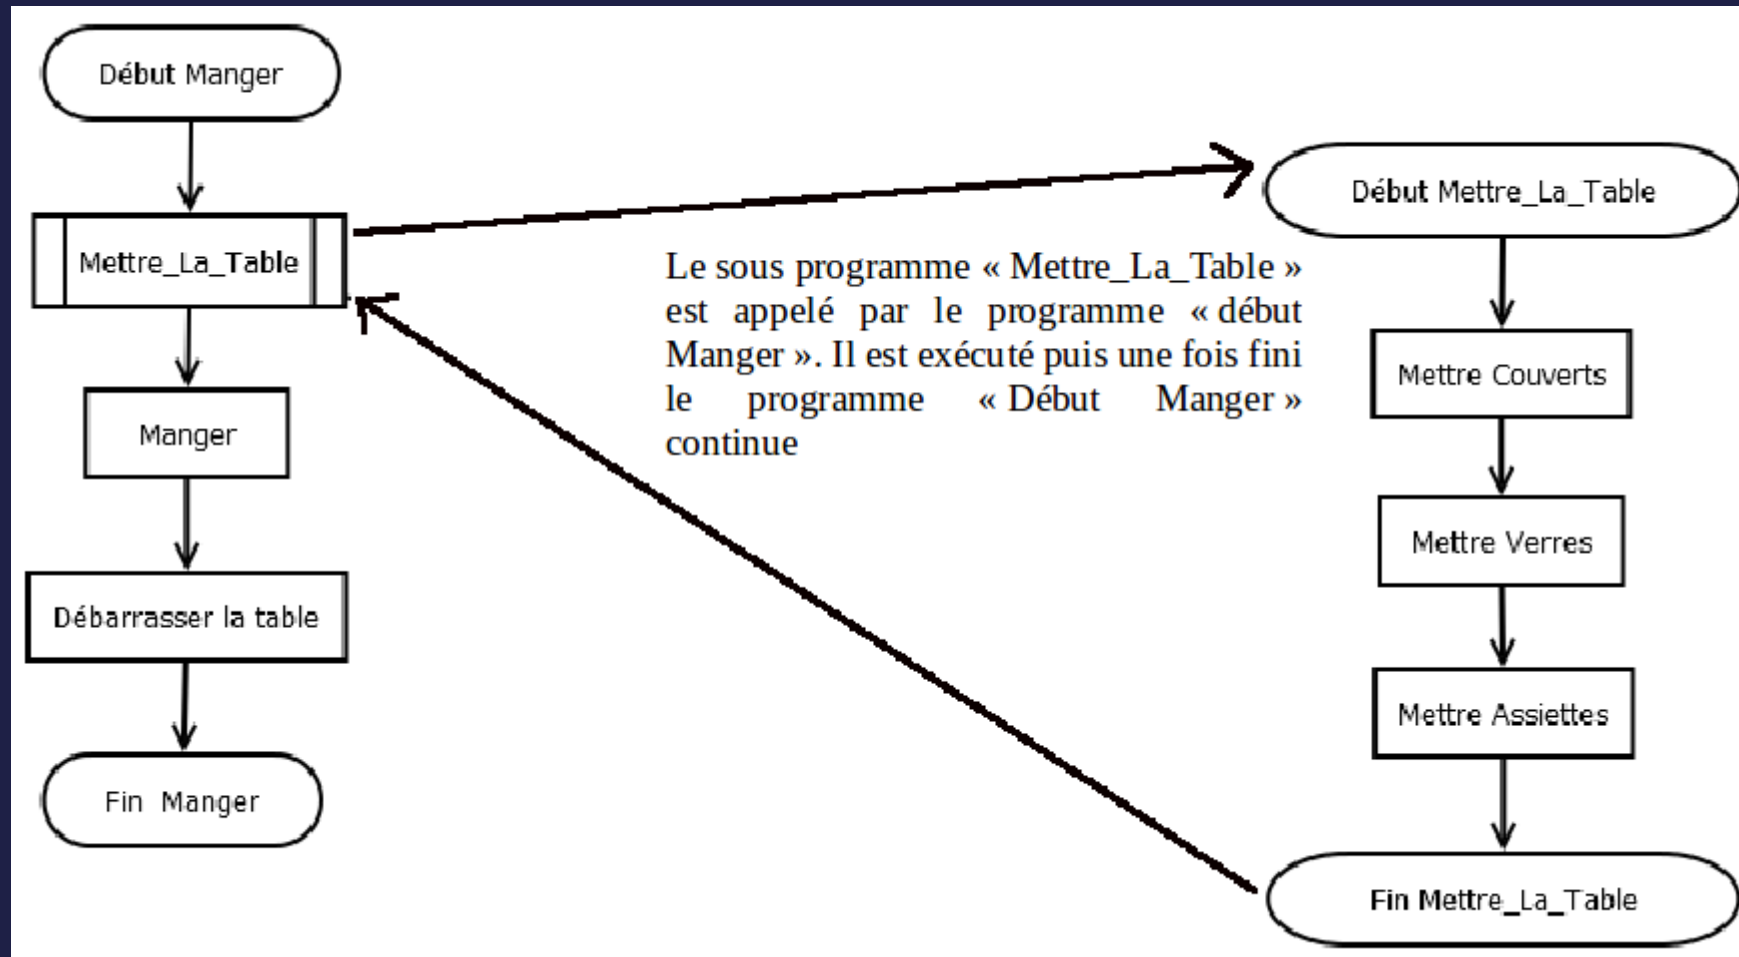 Début Manger
Mettre_La_Table
Manger
Débarrasser la table
Fin Manger
Le sous programme « Mettre_La_Table »
est appelé par le programme « début
Manger ». Il est exécuté puis une fois fini
le programme « Début Manger »
continue
Début Mettre_La_Table
Mettre Couverts
Mettre Verres
Mettre Assiettes
Fin Mettre_La_Table